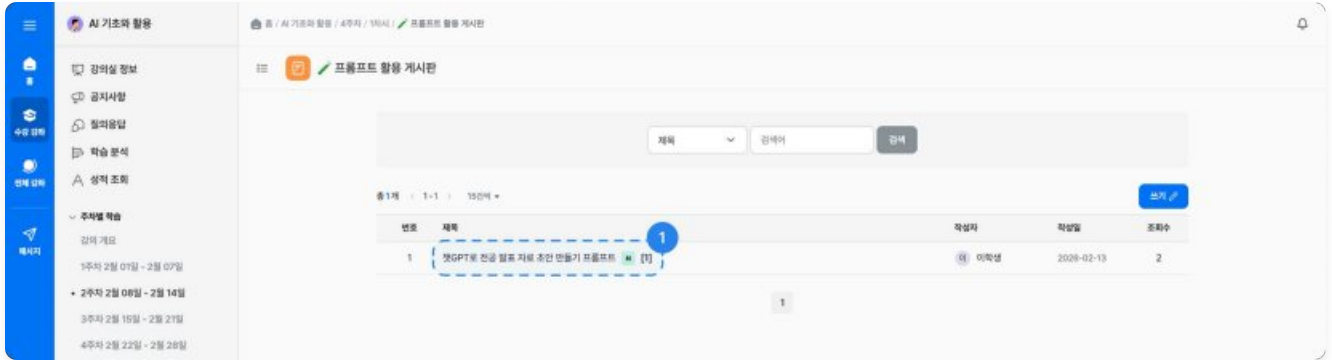 AI 기초와 활용
홈 / AI 기초와 활용 / 4주차 / 1차시 / 프롬프트 활용 게시판
홈
수강 강좌
전체 강좌
메시지
강의실 정보
공지사항
질의응답
학습 분석
성적 조회
주차별 학습
강의 개요
1주차 2월 01일 - 2월 07일
2주차 2월 08일 - 2월 14일
3주차 2월 15일 - 2월 21일
4주차 2월 22일 - 2월 28일
프롬프트 활용 게시판
제목
검색어
검색
총 1개 1-1 15건씩
쓰기
번호 제목 작성자 작성일 조회수
1
1 챗GPT로 전공 발표 자료 초안 만들기 프롬프트 N [1] 이 이학생 2026-02-13 2
1